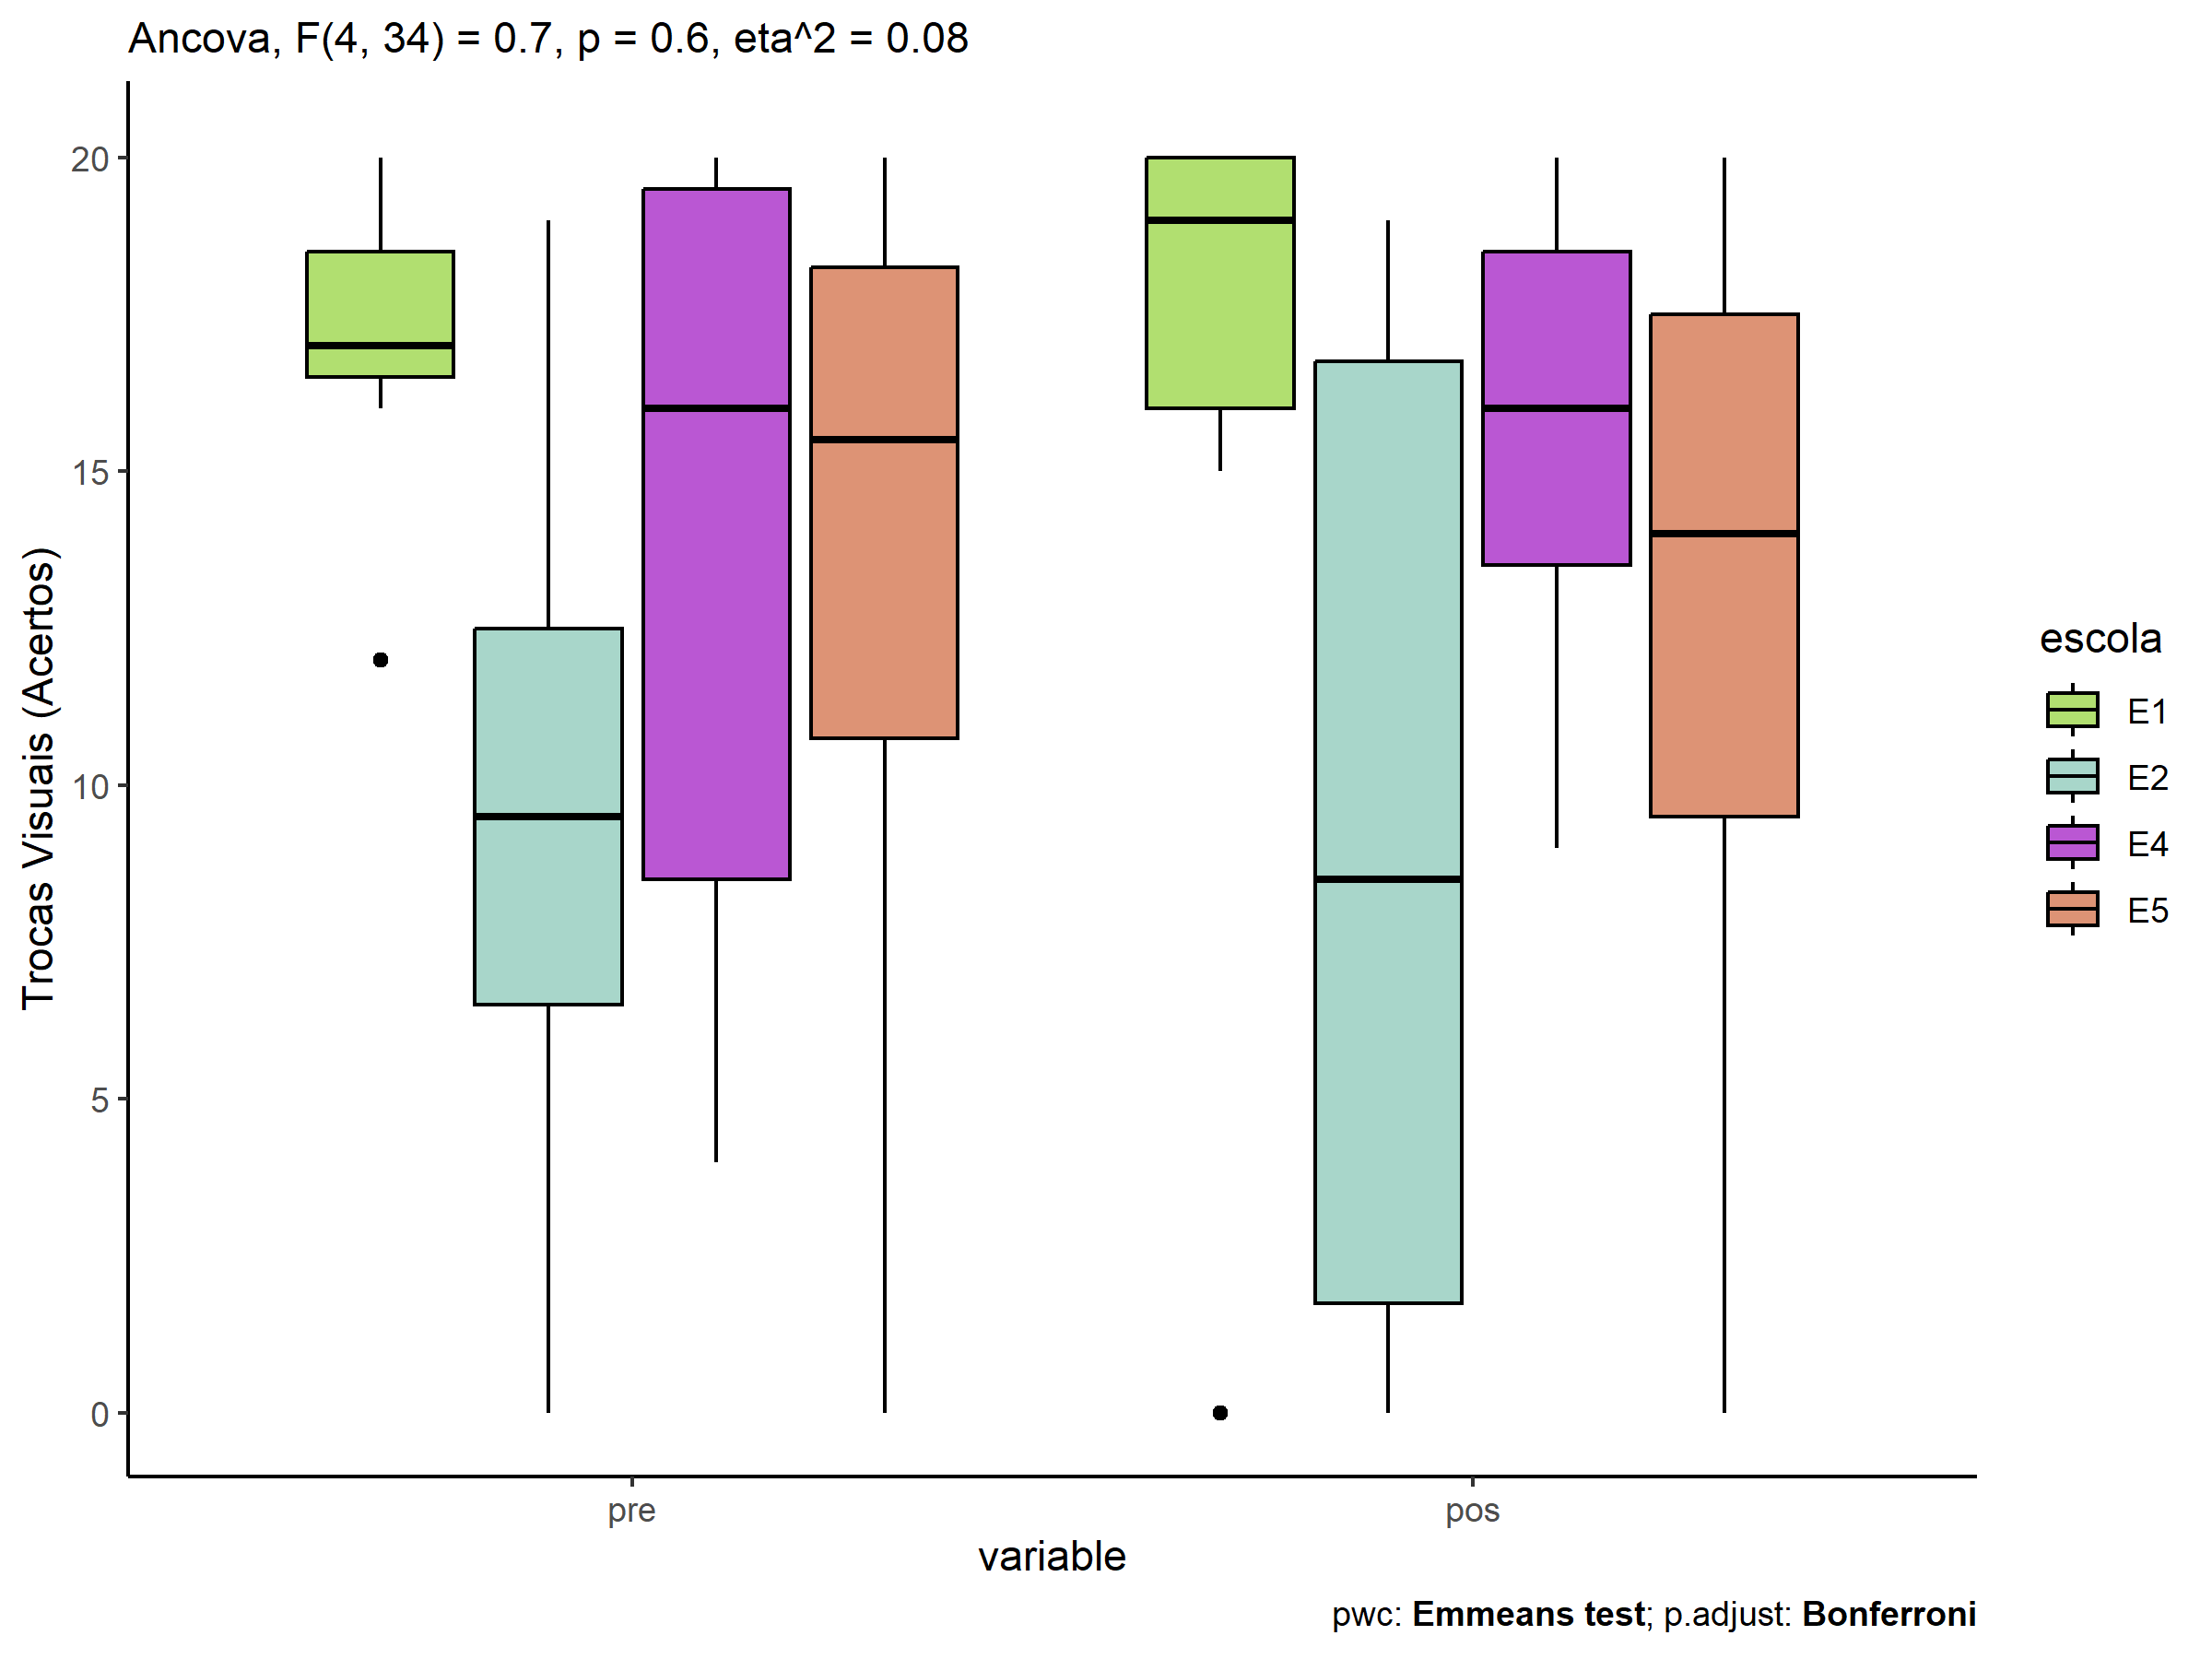 Ancova, F(4, 34) = 0.7, p = 0.6, eta^2 = 0.08
Trocas Visuais (Acertos)
20
15
10
5
0
pre
pos
variable
escola
E1
E2
E4
E5
pwc: Emmeans test; p.adjust: Bonferroni